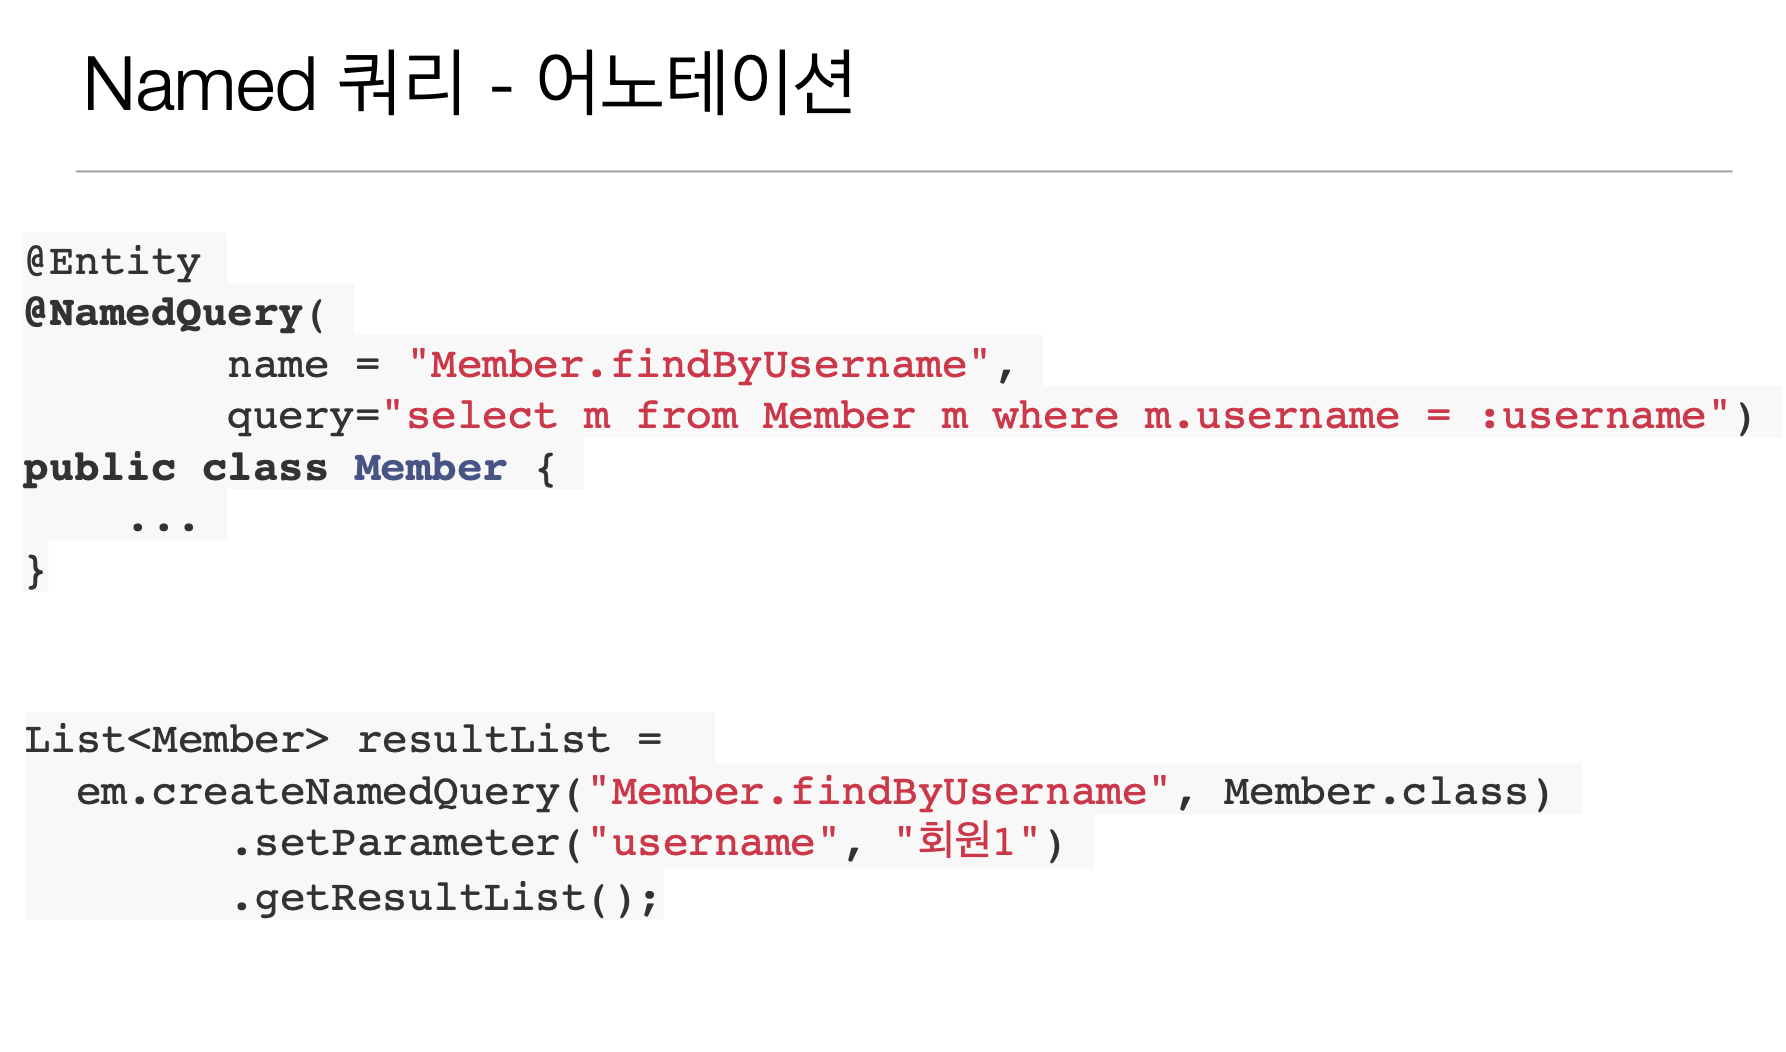 Named 쿼리 - 어노테이션
@Entity
@NamedQuery(
        name = "Member.findByUsername",
        query="select m from Member m where m.username = :username")
public class Member {
    ...
}
List<Member> resultList =
  em.createNamedQuery("Member.findByUsername", Member.class)
        .setParameter("username", "회원1")
        .getResultList();